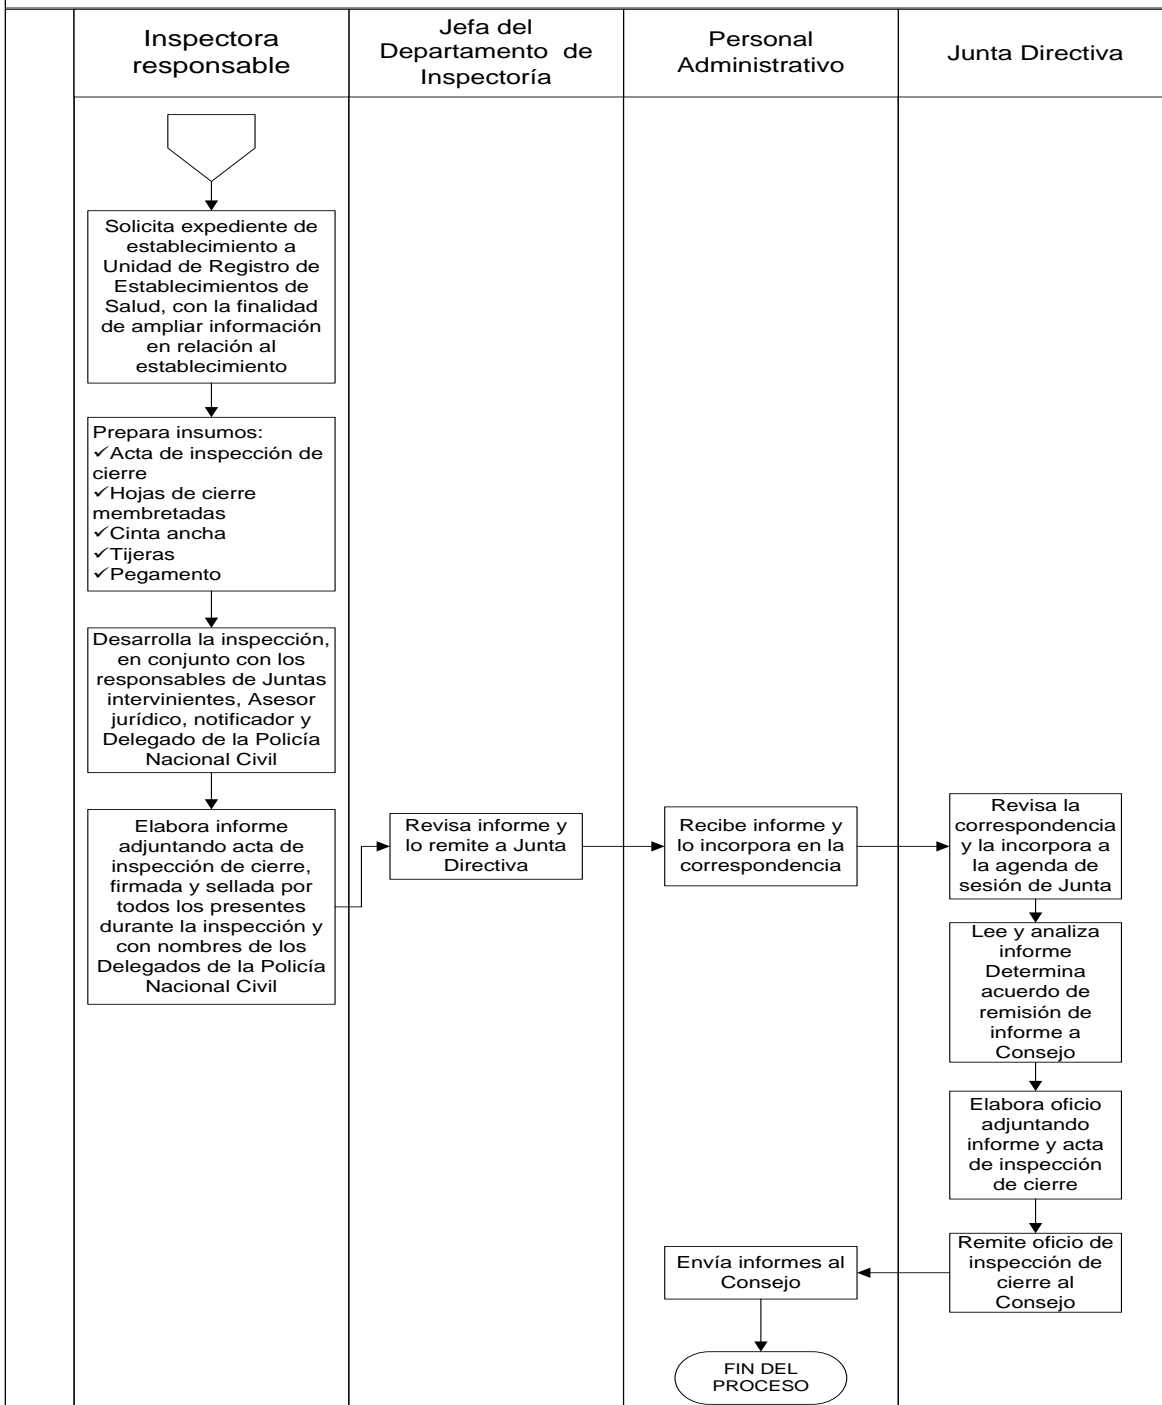 Inspectora
responsable
Jefa del
Departamento de
Inspectoría
Personal
Administrativo
Junta Directiva
Solicita expediente de
establecimiento a
Unidad de Registro de
Establecimientos de
Salud, con la finalidad
de ampliar información
en relación al
establecimiento
Prepara insumos:
✓Acta de inspección de
cierre
✓Hojas de cierre
membretadas
✓Cinta ancha
✓Tijeras
✓Pegamento
Desarrolla la inspección,
en conjunto con los
responsables de Juntas
intervinientes, Asesor
jurídico, notificador y
Delegado de la Policía
Nacional Civil
Elabora informe
adjuntando acta de
inspección de cierre,
firmada y sellada por
todos los presentes
durante la inspección y
con nombres de los
Delegados de la Policía
Nacional Civil
Revisa informe y
lo remite a Junta
Directiva
Recibe informe y
lo incorpora en la
correspondencia
Revisa la
correspondencia
y la incorpora a
la agenda de
sesión de Junta
Lee y analiza
informe
Determina
acuerdo de
remisión de
informe a
Consejo
Elabora oficio
adjuntando
informe y acta
de inspección
de cierre
Remite oficio de
inspección de
cierre al
Consejo
Envía informes al
Consejo
FIN DEL
PROCESO